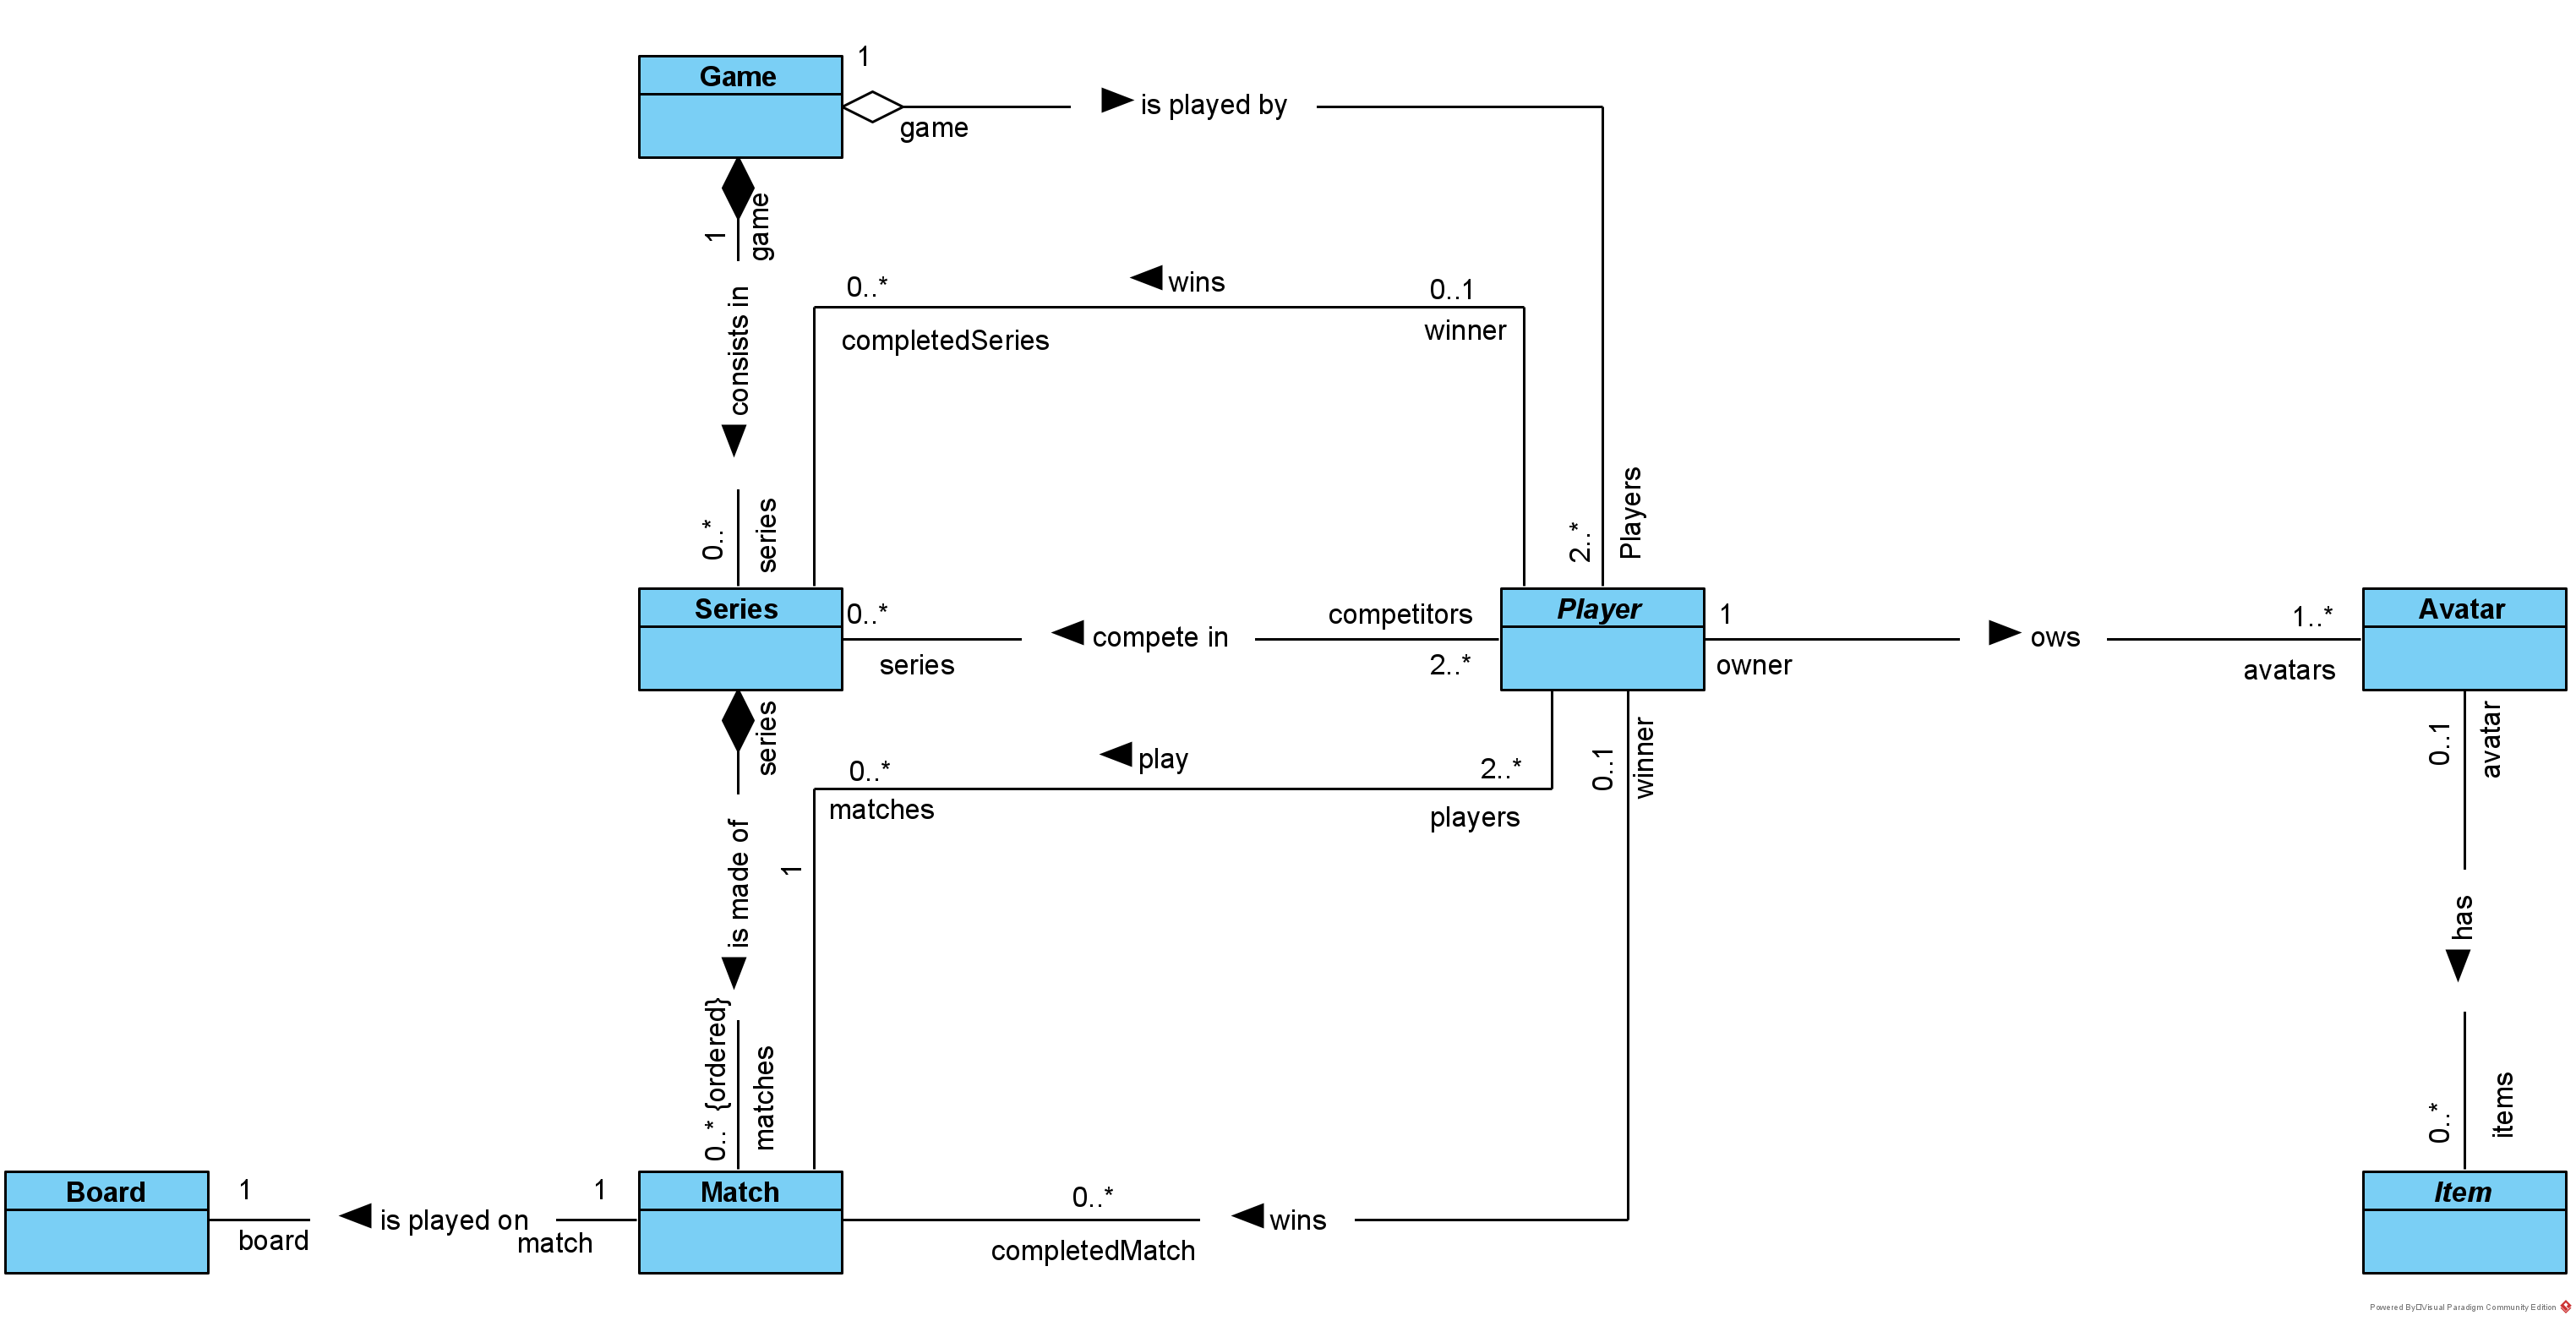 Game
1
game
is played by
1
game
consists in
0..*
series
0..*
completedSeries
wins
0..1
winner
2..*
Players
Series
0..*
series
compete in
competitors
2..*
Player
1
owner
ows
1..*
avatars
Avatar
series
is made of
1
0..* {ordered}
matches
0..*
matches
play
2..*
players
0..1
winner
0..1
avatar
has
0..*
items
Board
1
board
is played on
1
match
Match
0..*
completedMatch
wins
Item
Powered By□Visual Paradigm Community Edition